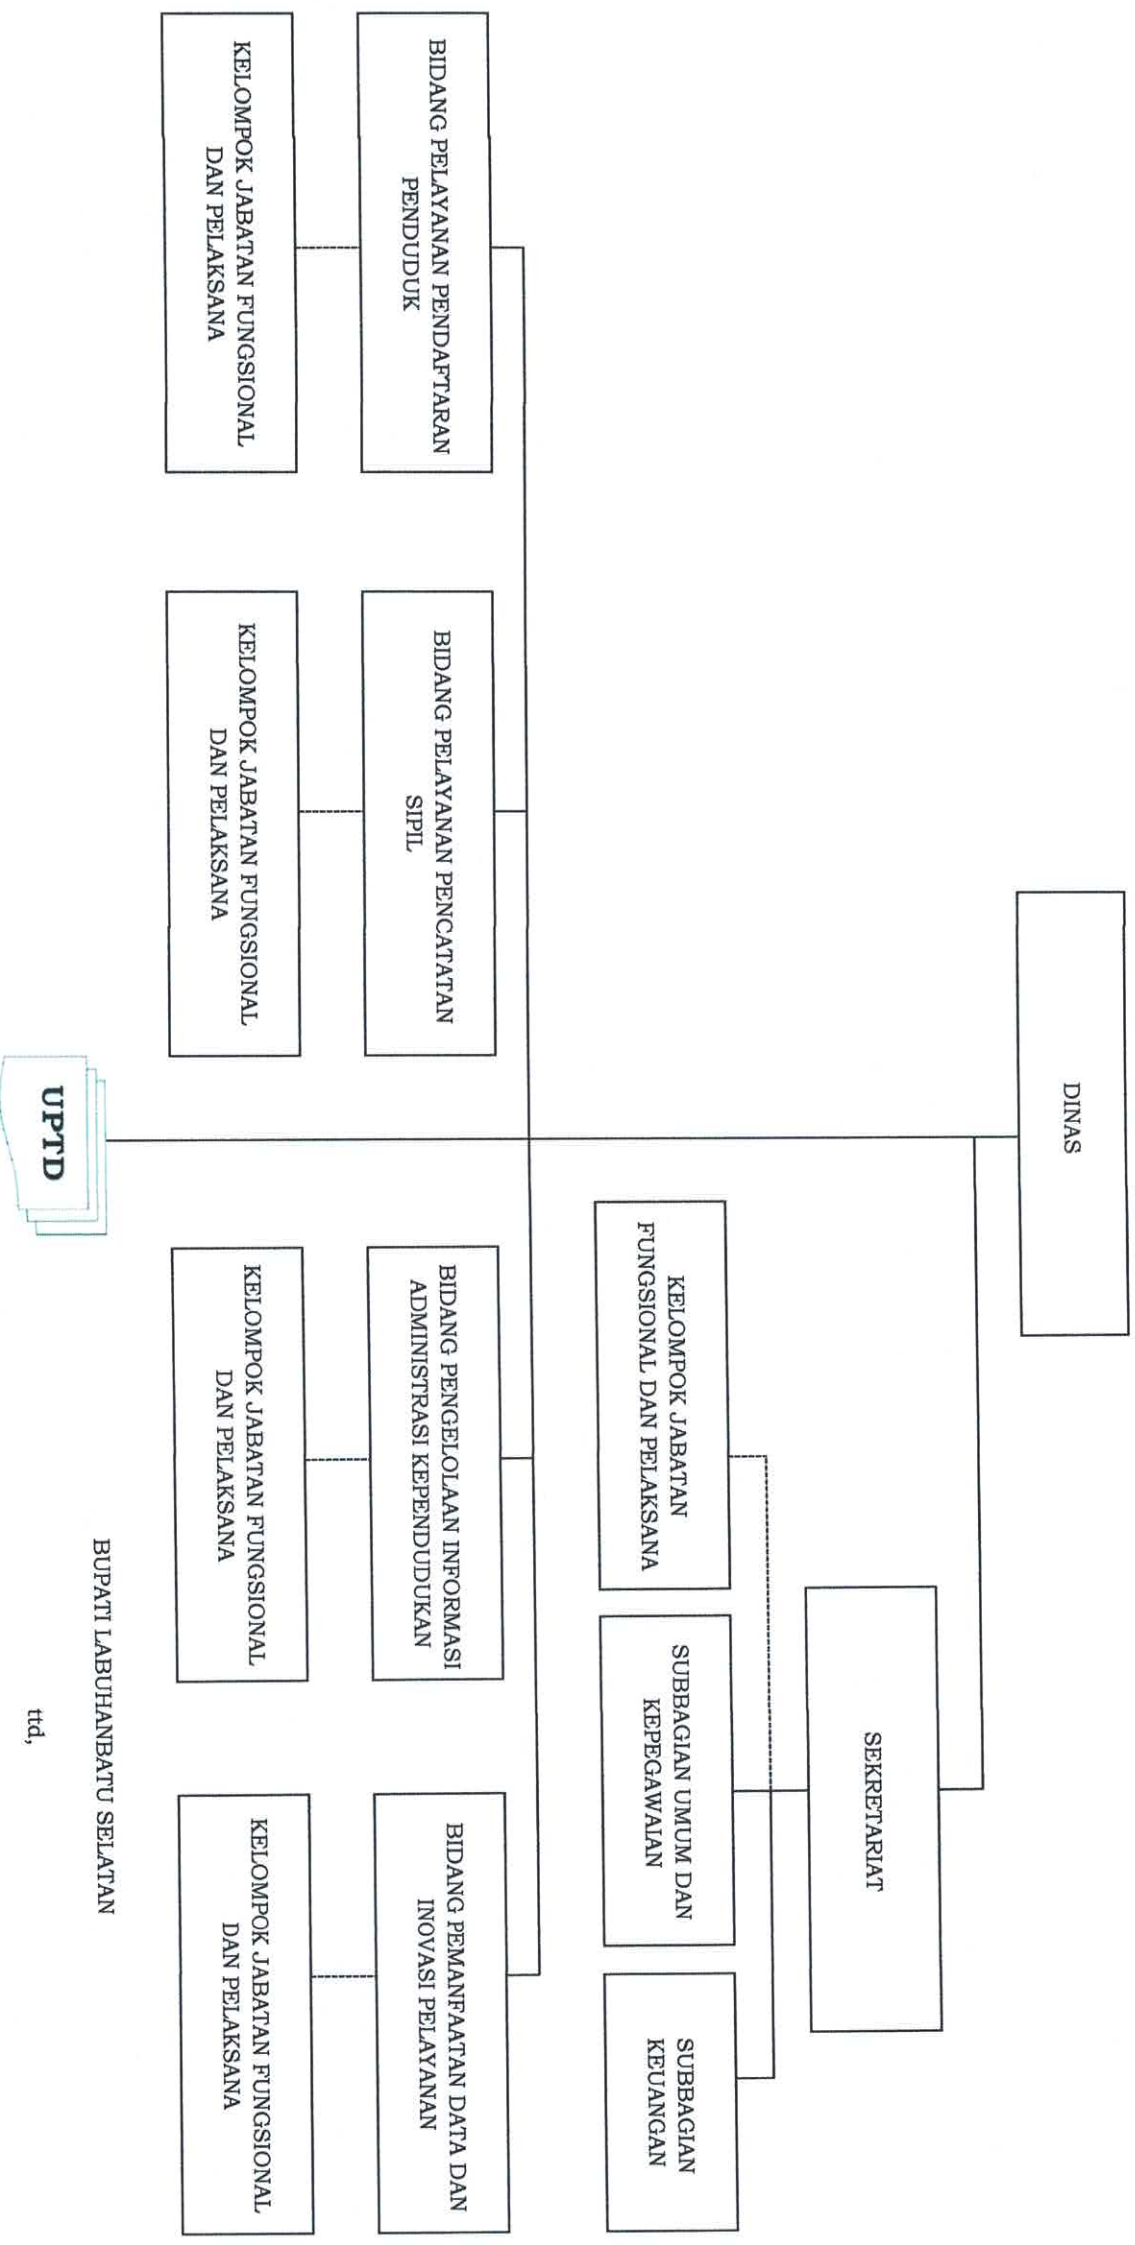 DINAS
SEKRETARIAT
KELOMPOK JABATAN
FUNGSIONAL DAN PELAKSANA
SUBBAGIAN UMUM DAN
KEPEGAWAIAN
SUBBAGIAN
KEUANGAN
BIDANG PELAYANAN PENDAFTARAN
PENDUDUK
BIDANG PELAYANAN PENCATATAN
SIPIL
BIDANG PENGELOLAAN INFORMASI
ADMINISTRASI KEPENDUDUKAN
BIDANG PEMANFAATAN DATA DAN
INOVASI PELAYANAN
KELOMPOK JABATAN FUNGSIONAL
DAN PELAKSANA
KELOMPOK JABATAN FUNGSIONAL
DAN PELAKSANA
KELOMPOK JABATAN FUNGSIONAL
DAN PELAKSANA
KELOMPOK JABATAN FUNGSIONAL
DAN PELAKSANA
UPTD
BUPATI LABUHANBATU SELATAN
ttd,